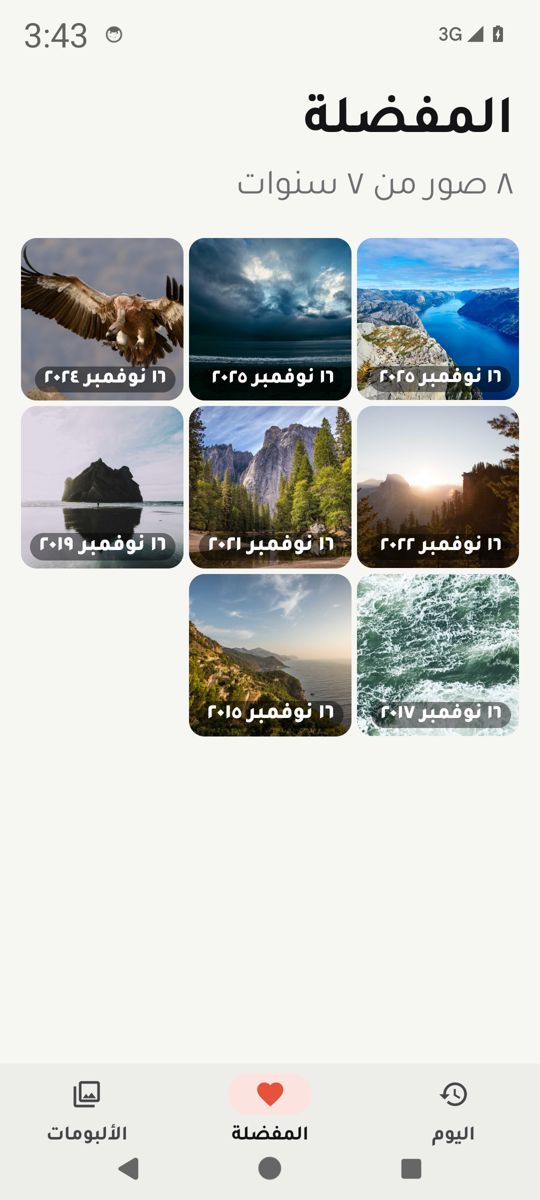 3:43
3G
المفضلة
٨ صور من ٧ سنوات
١٦ نوفمبر ٢٠٢٥
١٦ نوفمبر ٢٠٢٥
١٦ نوفمبر ٢٠٢٤
١٦ نوفمبر ٢٠٢٢
١٦ نوفمبر ٢٠٢١
١٦ نوفمبر ٢٠١٩
١٦ نوفمبر ٢٠١٧
١٦ نوفمبر ٢٠١٥
اليوم
المفضلة
الألبومات